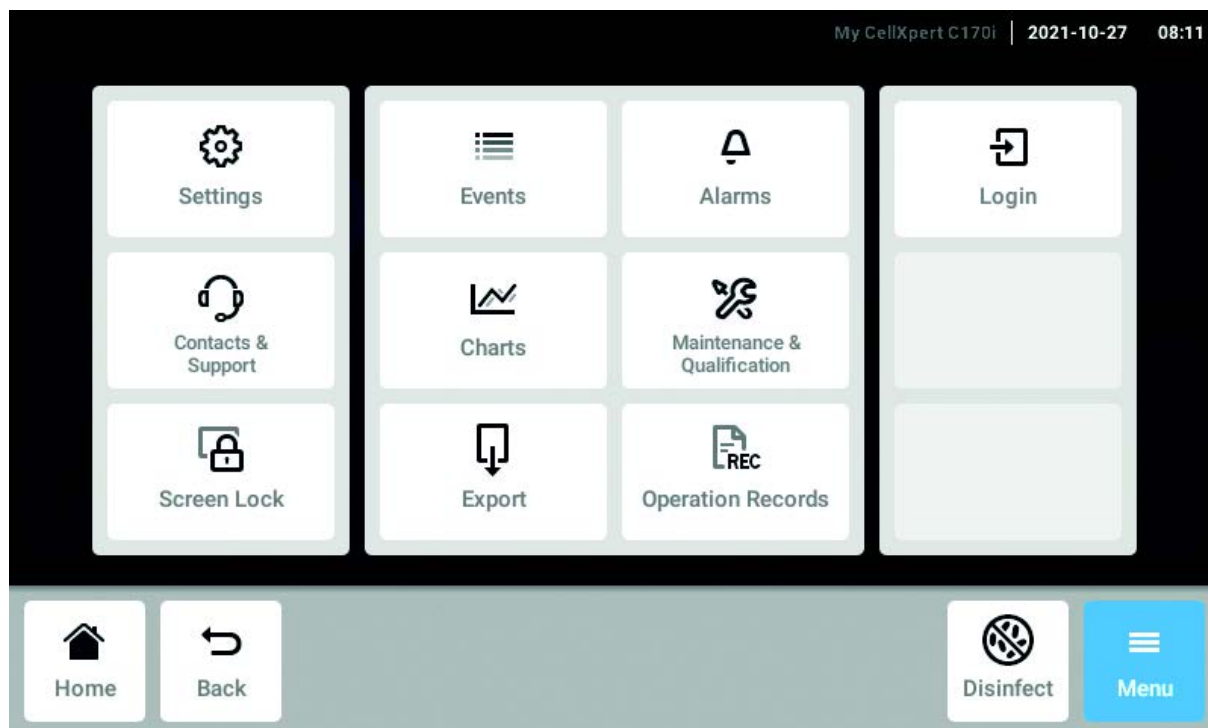 My CellXpert C170i | 2021-10-27 08:11
Settings
Events
Alarms
Login
Contacts &
Support
Charts
Maintenance &
Qualification
Screen Lock
Export
REC
Operation Records
Home
Back
Disinfect
Menu